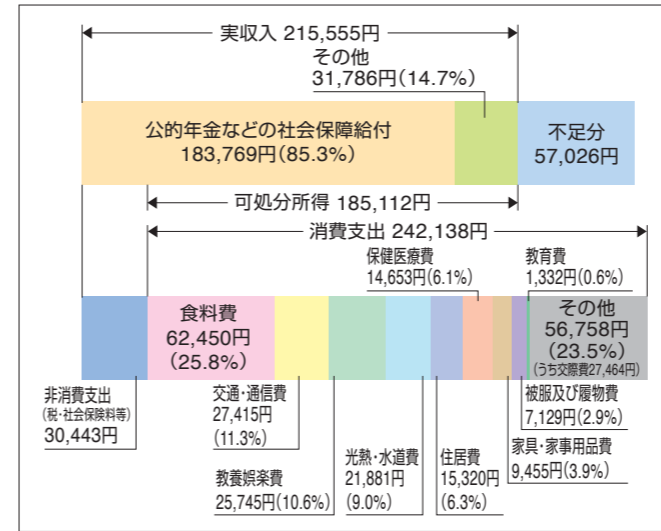 実収入 215,555円
その他
31,786円(14.7%)
公的年金などの社会保障給付
183,769円(85.3%)
不足分
57,026円
可処分所得 185,112円
消費支出 242,138円
保健医療費
14,653円(6.1%)
教育費
1,332円(0.6%)
食料費
62,450円
(25.8%)
その他
56,758円
(23.5%)
(うち交際費27,464円)
非消費支出
(税・社会保険料等)
30,443円
交通・通信費
27,415円
(11.3%)
教養娯楽費
25,745円(10.6%)
光熱・水道費
21,881円
(9.0%)
住居費
15,320円
(6.3%)
被服及び履物費
7,129円(2.9%)
家具・家事用品費
9,455円(3.9%)